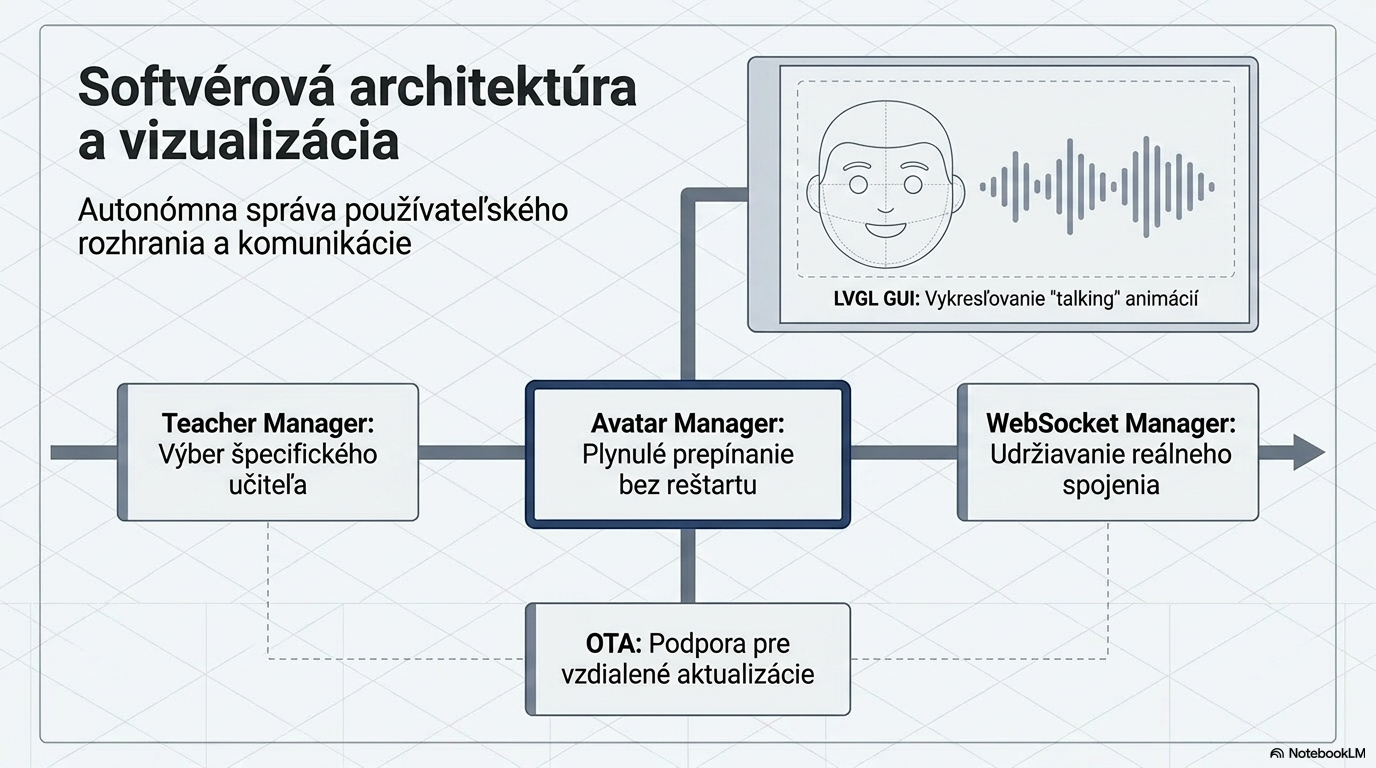 Softvérová architektúra
a vizualizácia
Autonómna správa používateľského
rozhrania a komunikácie
LVGL GUI: Vykresľovanie "talking" animácií
Teacher Manager:
Výber špecifického
učiteľa
Avatar Manager:
Plynulé prepínanie
bez reštartu
WebSocket Manager:
Udržiavanie reálneho
spojenia
OTA: Podpora pre
vzdialené aktualizácie
NotebookLM